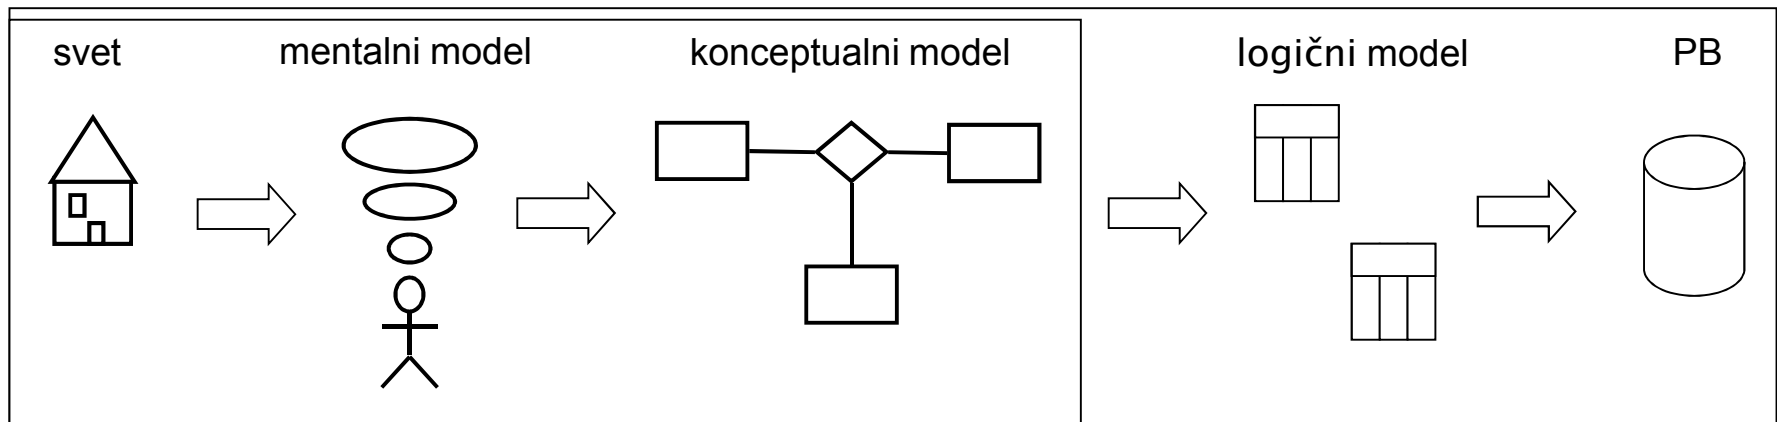 svet
mentalni model
konceptualni model
logični model
PB